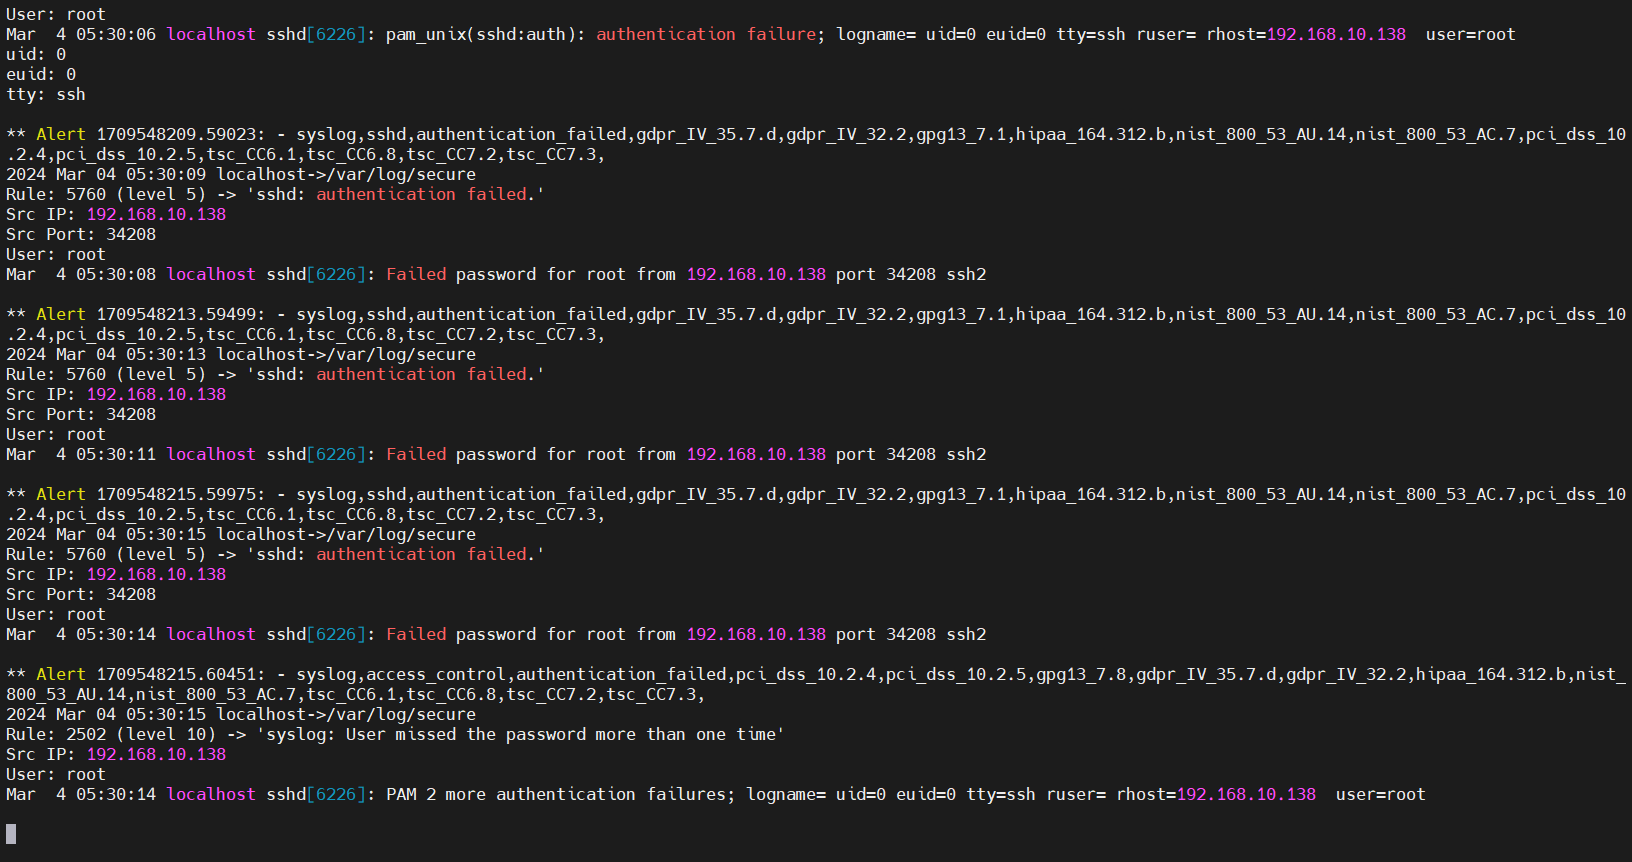 User: root
Mar  4 05:30:06 localhost sshd[6226]: pam_unix(sshd:auth): authentication failure; logname= uid=0 euid=0 tty=ssh ruser= rhost=192.168.10.138  user=root
uid: 0
euid: 0
tty: ssh

** Alert 1709548209.59023: - syslog,sshd,authentication_failed,gdpr_IV_35.7.d,gdpr_IV_32.2,gpg13_7.1,hipaa_164.312.b,nist_800_53_AU.14,nist_800_53_AC.7,pci_dss_10
.2.4,pci_dss_10.2.5,tsc_CC6.1,tsc_CC6.8,tsc_CC7.2,tsc_CC7.3,
2024 Mar 04 05:30:09 localhost->/var/log/secure
Rule: 5760 (level 5) -> 'sshd: authentication failed.'
Src IP: 192.168.10.138
Src Port: 34208
User: root
Mar  4 05:30:08 localhost sshd[6226]: Failed password for root from 192.168.10.138 port 34208 ssh2

** Alert 1709548213.59499: - syslog,sshd,authentication_failed,gdpr_IV_35.7.d,gdpr_IV_32.2,gpg13_7.1,hipaa_164.312.b,nist_800_53_AU.14,nist_800_53_AC.7,pci_dss_10
.2.4,pci_dss_10.2.5,tsc_CC6.1,tsc_CC6.8,tsc_CC7.2,tsc_CC7.3,
2024 Mar 04 05:30:13 localhost->/var/log/secure
Rule: 5760 (level 5) -> 'sshd: authentication failed.'
Src IP: 192.168.10.138
Src Port: 34208
User: root
Mar  4 05:30:11 localhost sshd[6226]: Failed password for root from 192.168.10.138 port 34208 ssh2

** Alert 1709548215.59975: - syslog,sshd,authentication_failed,gdpr_IV_35.7.d,gdpr_IV_32.2,gpg13_7.1,hipaa_164.312.b,nist_800_53_AU.14,nist_800_53_AC.7,pci_dss_10
.2.4,pci_dss_10.2.5,tsc_CC6.1,tsc_CC6.8,tsc_CC7.2,tsc_CC7.3,
2024 Mar 04 05:30:15 localhost->/var/log/secure
Rule: 5760 (level 5) -> 'sshd: authentication failed.'
Src IP: 192.168.10.138
Src Port: 34208
User: root
Mar  4 05:30:14 localhost sshd[6226]: Failed password for root from 192.168.10.138 port 34208 ssh2

** Alert 1709548215.60451: - syslog,access_control,authentication_failed,pci_dss_10.2.4,pci_dss_10.2.5,gpg13_7.8,gdpr_IV_35.7.d,gdpr_IV_32.2,hipaa_164.312.b,nist_
800_53_AU.14,nist_800_53_AC.7,tsc_CC6.1,tsc_CC6.8,tsc_CC7.2,tsc_CC7.3,
2024 Mar 04 05:30:15 localhost->/var/log/secure
Rule: 2502 (level 10) -> 'syslog: User missed the password more than one time'
Src IP: 192.168.10.138
User: root
Mar  4 05:30:14 localhost sshd[6226]: PAM 2 more authentication failures; logname= uid=0 euid=0 tty=ssh ruser= rhost=192.168.10.138  user=root